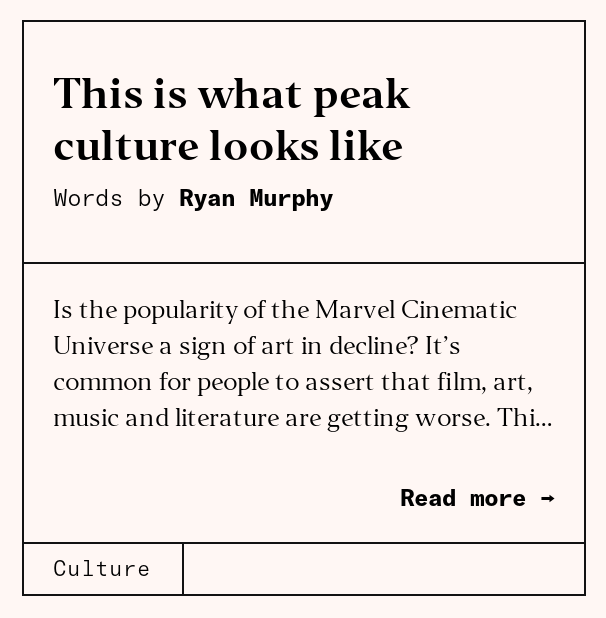 This is what peak
culture looks like
Words by Ryan Murphy
Is the popularity of the Marvel Cinematic
Universe a sign of art in decline? It’s
common for people to assert that film, art,
music and literature are getting worse. Thi...
Read more →
Culture